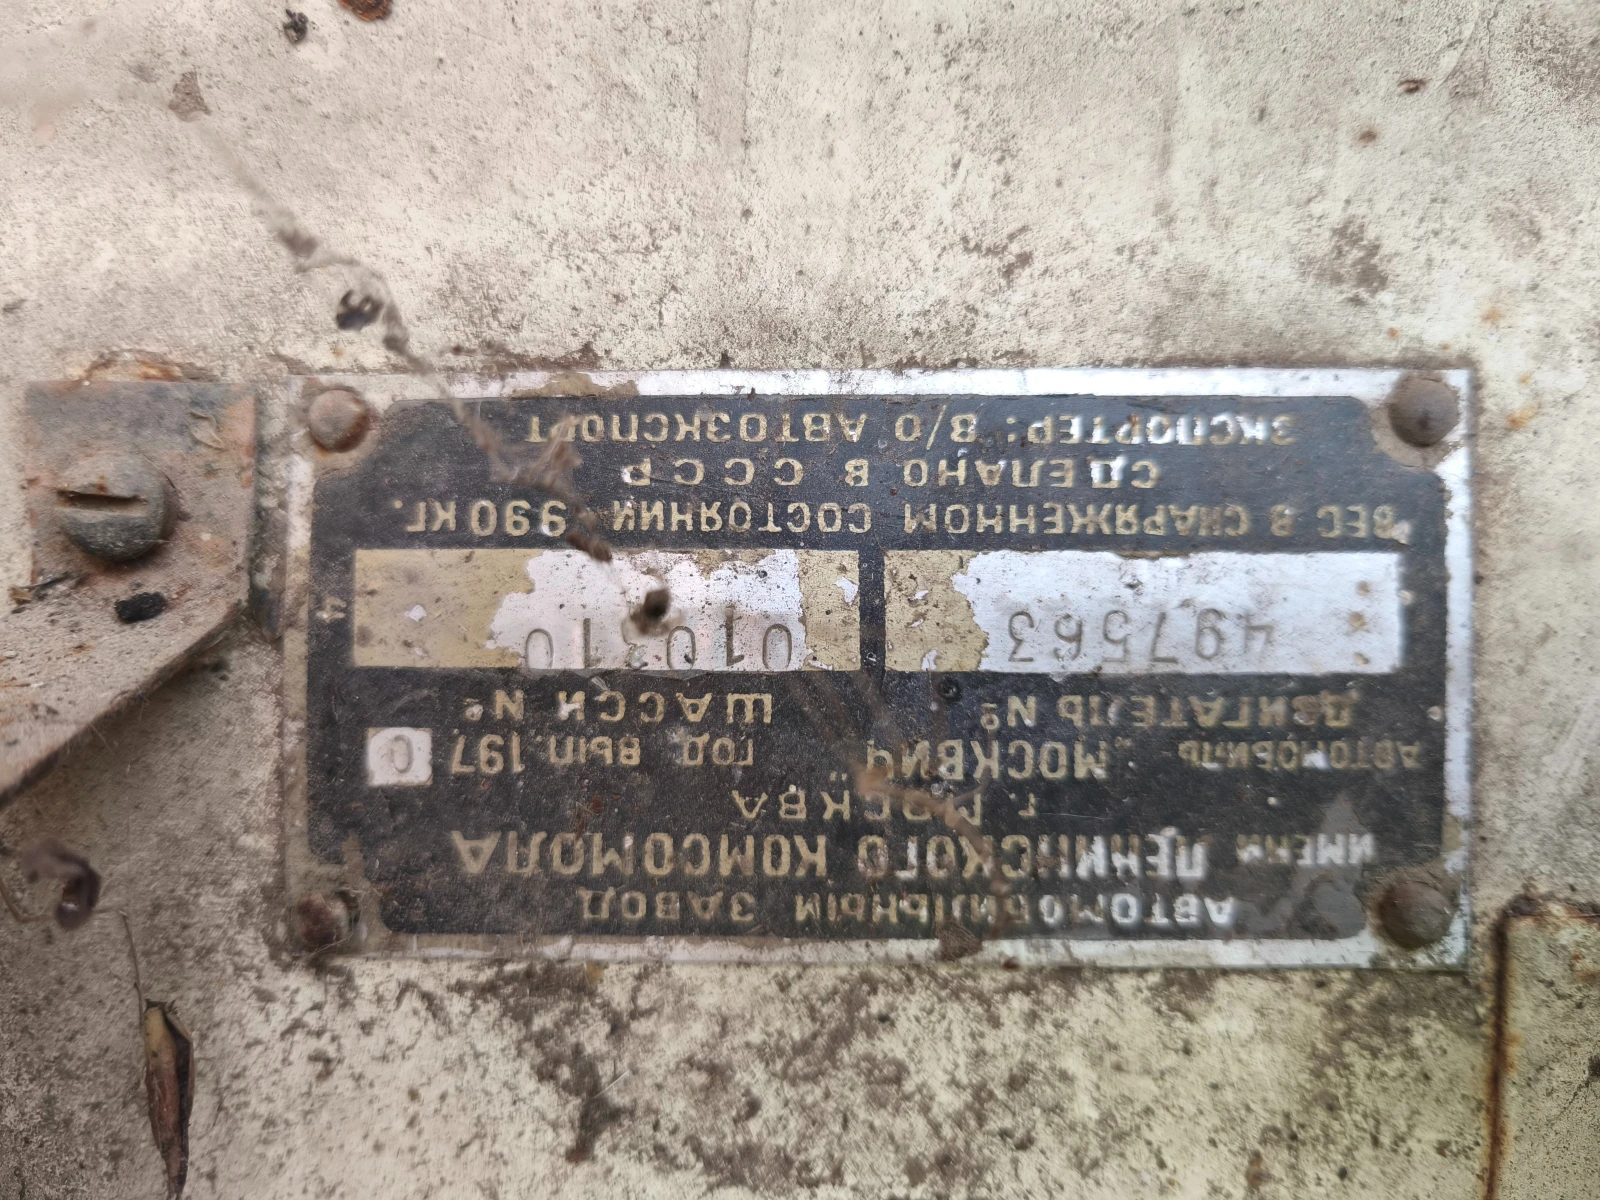 АВТОМОБИЛЬНЫЙ ЗАВОД
ИМЕНИ ЛЕНИНСКОГО КОМСОМОЛА
Г. МОСКВА
АВТОМОБИЛЬ „МОСКВИЧ" ГОД ВЫП. 197 0
ДВИГАТЕЛЬ № ШАССИ №
497563
4
ВЕС В СНАРЯЖЕННОМ СОСТОЯНИИ 990 КГ.
СДЕЛАНО В СССР
ЭКСПОРТЕР: В/О АВТОЭКСПОРТ